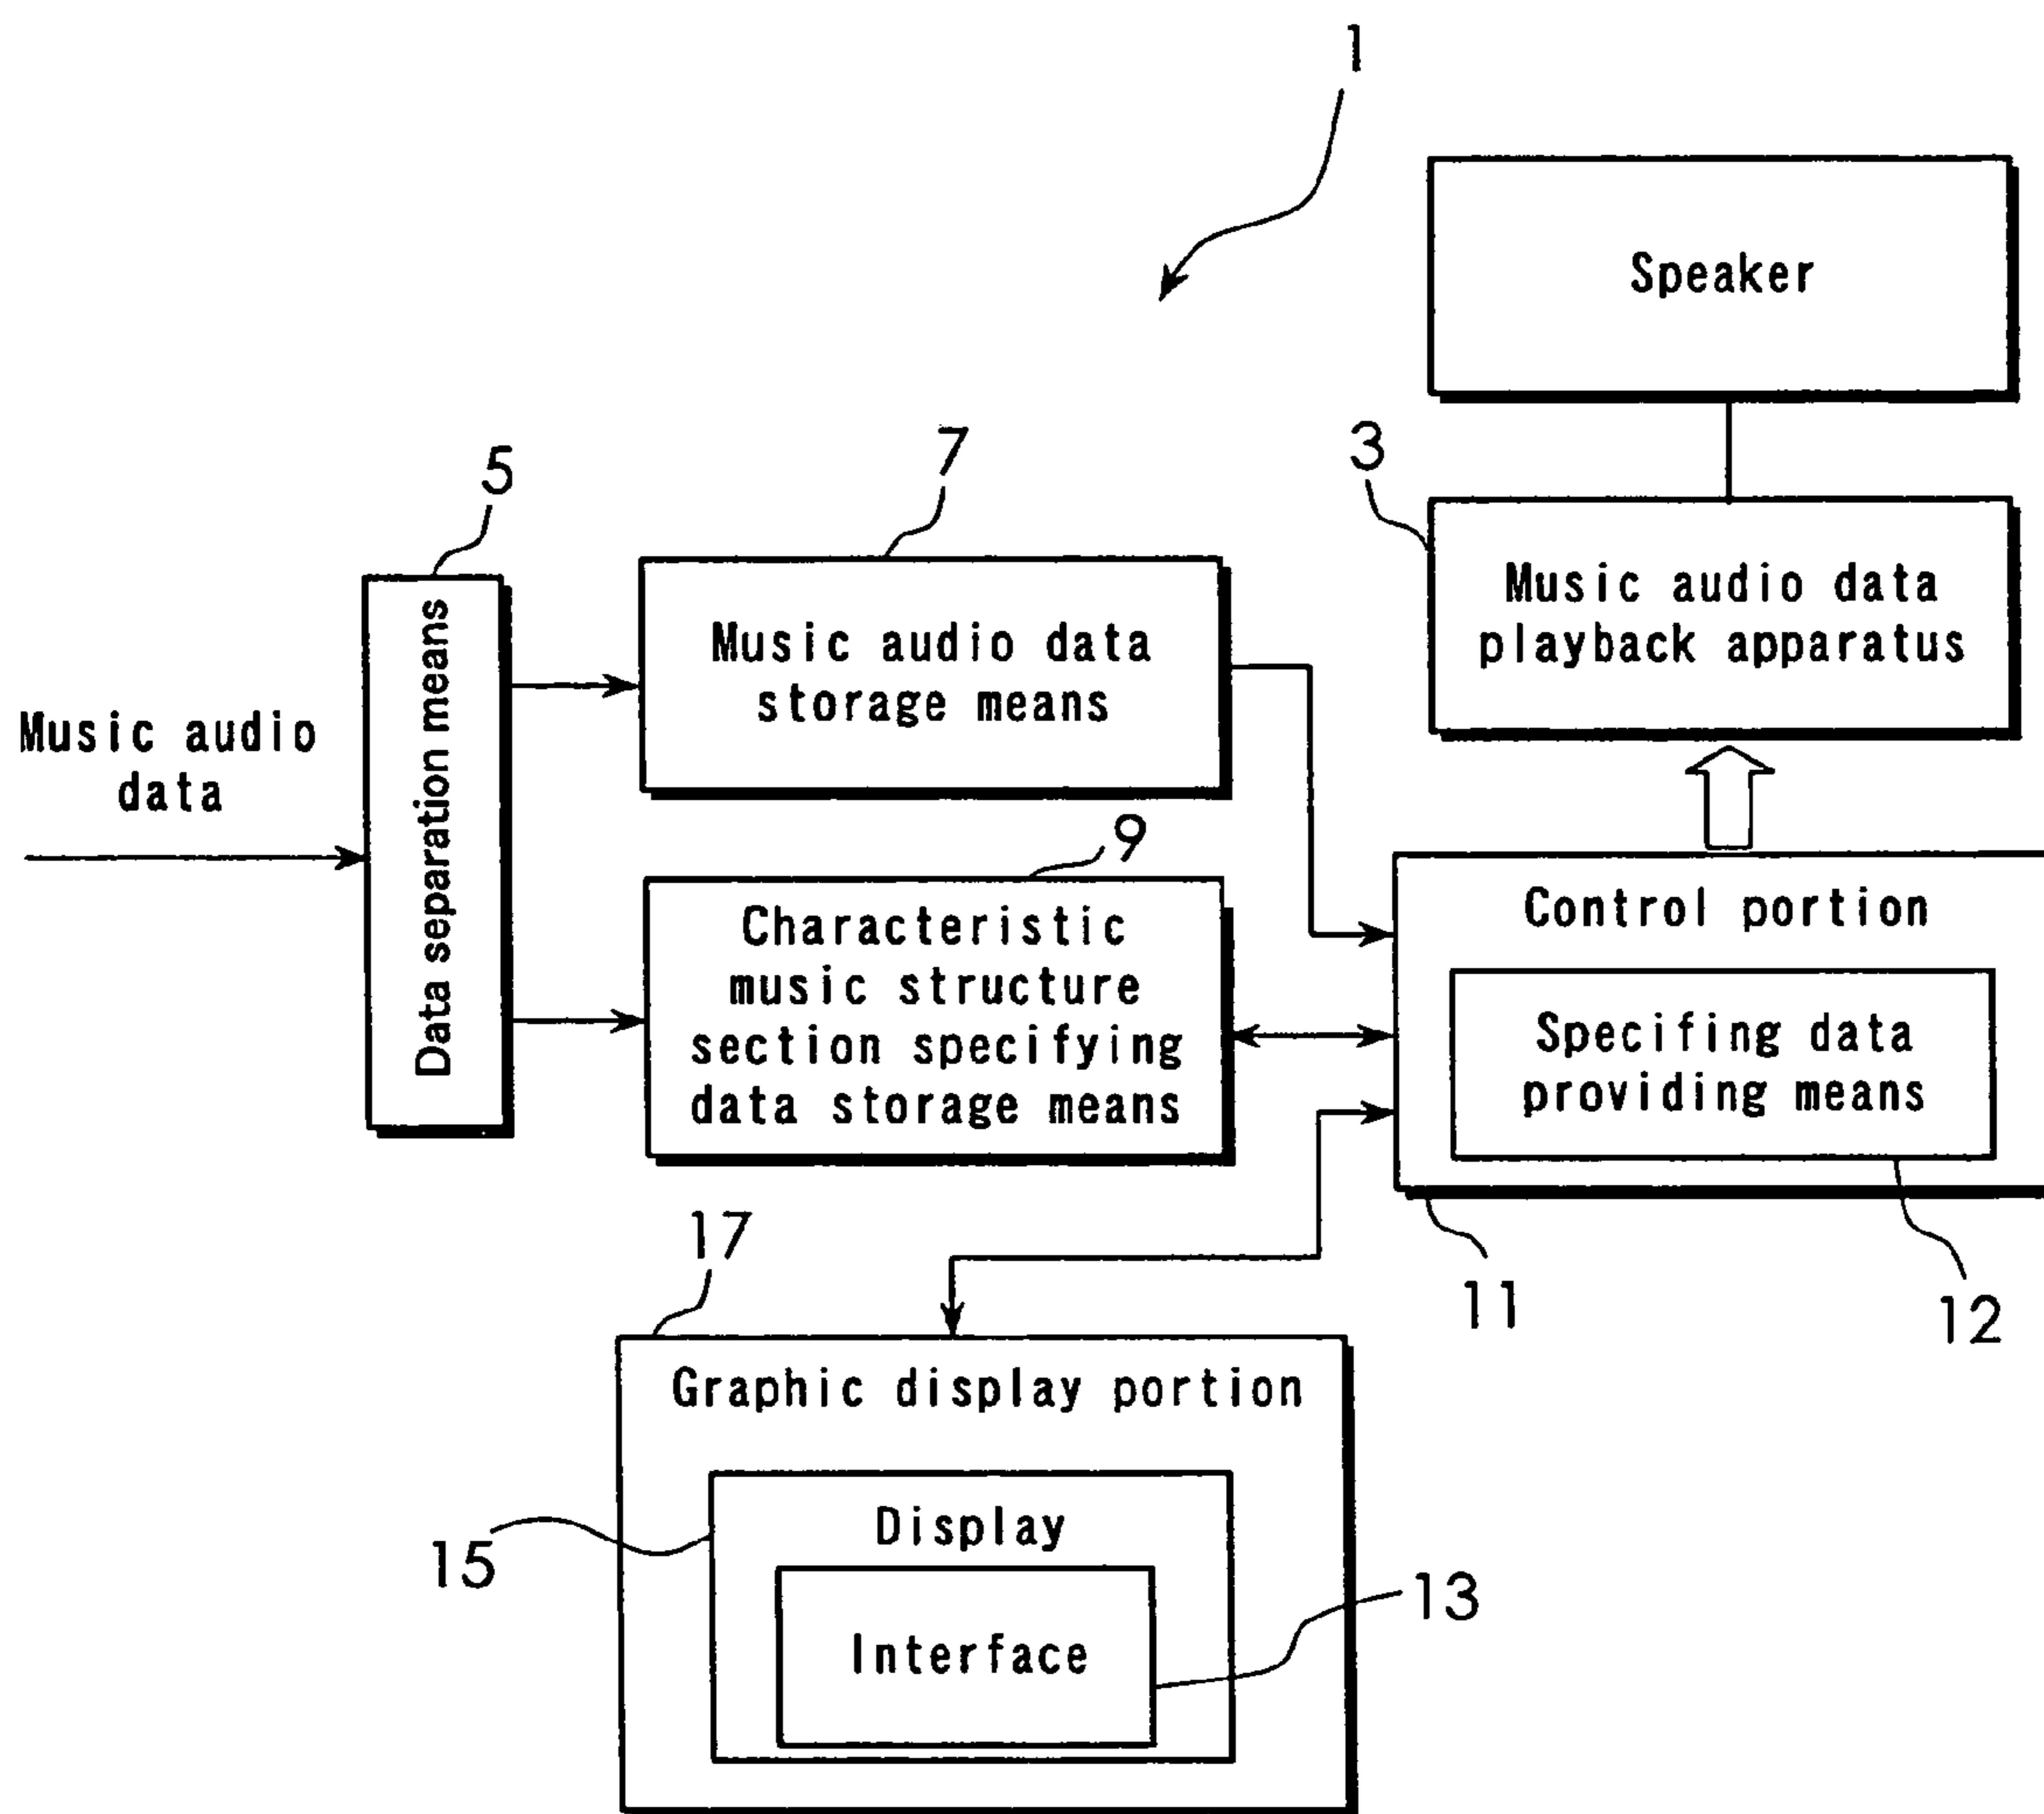 1
Speaker
3
Music audio data
playback apparatus
5
7
Data separation means
Music audio data
storage means
Music audio
data
9
Characteristic
music structure
section specifying
data storage means
Control portion
Specifing data
providing means
11
12
17
Graphic display portion
15
Display
Interface
13